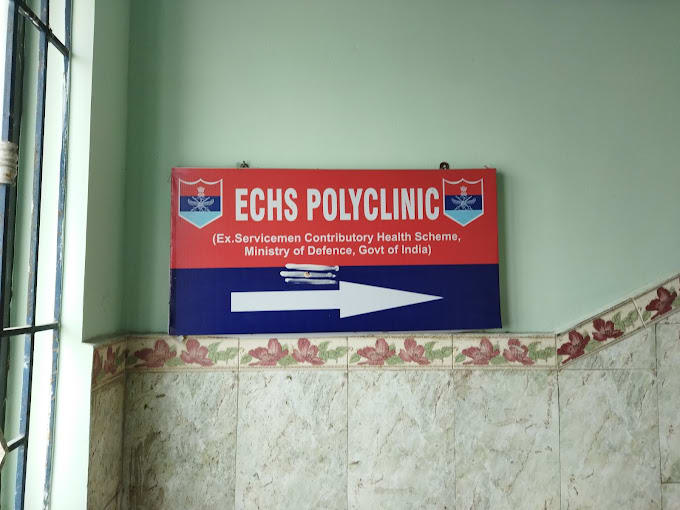 ECHS POLYCLINIC
(Ex.Servicemen Contributory Health Scheme,
Ministry of Defence, Govt of India)